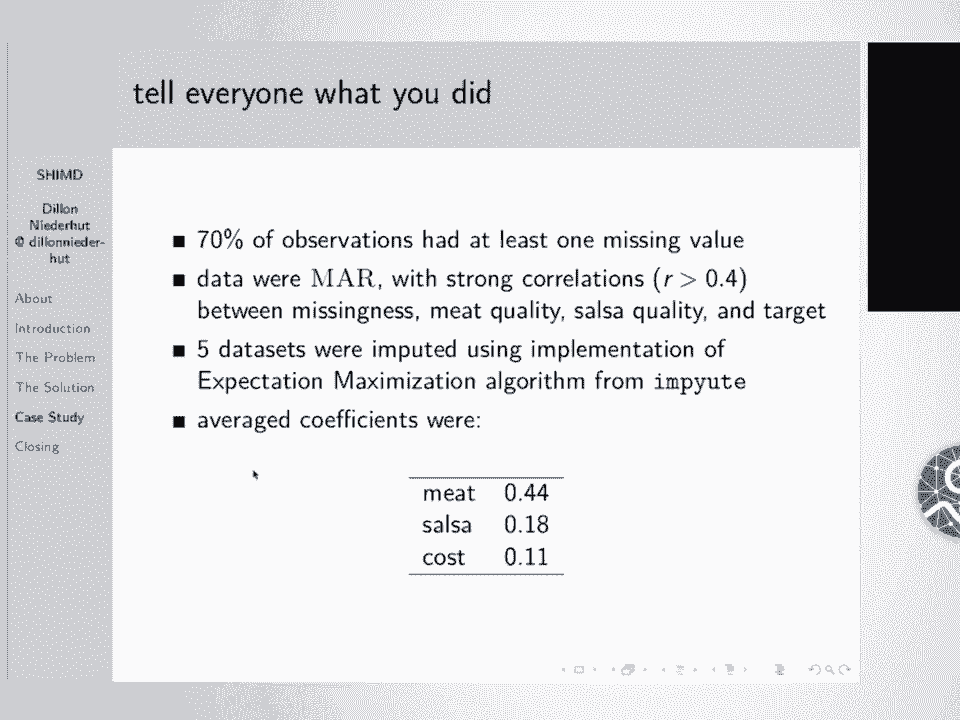 tell everyone what you did
SHIMD
Dillon
Niederhut
@ dillonnieder-
hut
About
Introduction
The Problem
The Solution
Case Study
Closing
■ 70% of observations had at least one missing value
■ data were MAR, with strong correlations (r > 0.4)
between missingness, meat quality, salsa quality, and target
■ 5 datasets were imputed using implementation of
Expectation Maximization algorithm from impyute
■ averaged coefficients were:
meat 0.44
salsa 0.18
cost 0.11